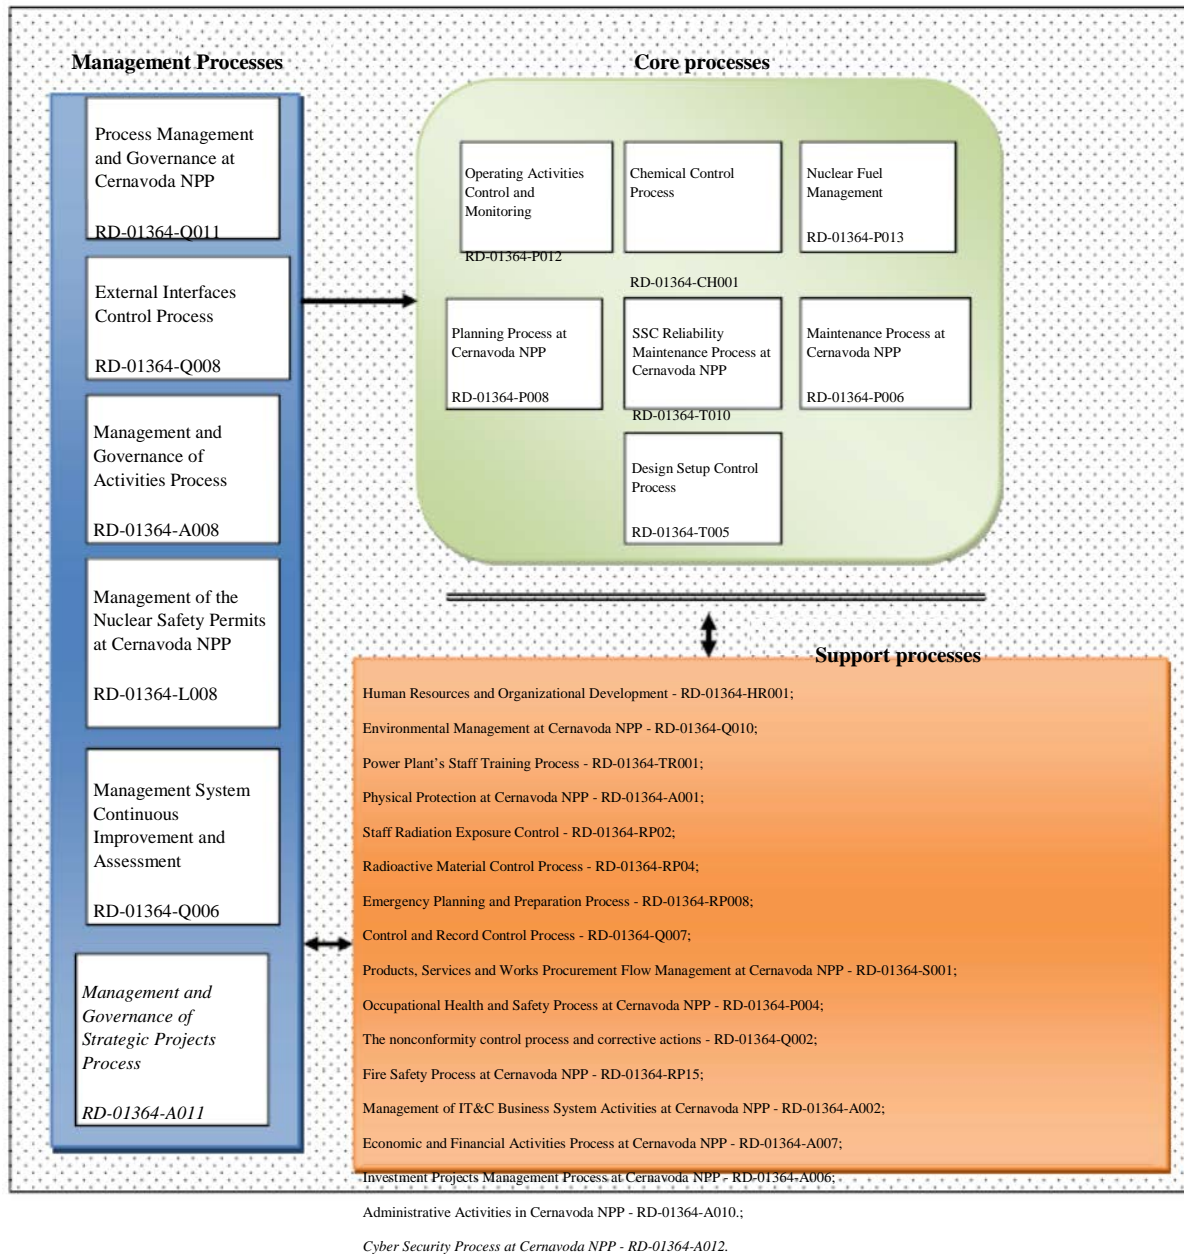 Management Processes
Process Management
and Governance at
Cernavoda NPP
RD-01364-Q011
External Interfaces
Control Process
RD-01364-Q008
Management and
Governance of
Activities Process
RD-01364-A008
Management of the
Nuclear Safety Permits
at Cernavoda NPP
RD-01364-L008
Management System
Continuous
Improvement and
Assessment
RD-01364-Q006
Management and
Governance of
Strategic Projects
Process
RD-01364-A011
Core processes
Operating Activities
Control and
Monitoring
RD-01364-P012
Chemical Control
Process
RD-01364-CH001
Nuclear Fuel
Management
RD-01364-P013
Planning Process at
Cernavoda NPP
RD-01364-P008
SSC Reliability
Maintenance Process at
Cernavoda NPP
RD-01364-T010
Maintenance Process at
Cernavoda NPP
RD-01364-P006
Design Setup Control
Process
RD-01364-T005
Support processes
Human Resources and Organizational Development - RD-01364-HR001;
Environmental Management at Cernavoda NPP - RD-01364-Q010;
Power Plant’s Staff Training Process - RD-01364-TR001;
Physical Protection at Cernavoda NPP - RD-01364-A001;
Staff Radiation Exposure Control - RD-01364-RP02;
Radioactive Material Control Process - RD-01364-RP04;
Emergency Planning and Preparation Process - RD-01364-RP008;
Control and Record Control Process - RD-01364-Q007;
Products, Services and Works Procurement Flow Management at Cernavoda NPP - RD-01364-S001;
Occupational Health and Safety Process at Cernavoda NPP - RD-01364-P004;
The nonconformity control process and corrective actions - RD-01364-Q002;
Fire Safety Process at Cernavoda NPP - RD-01364-RP15;
Management of IT&C Business System Activities at Cernavoda NPP - RD-01364-A002;
Economic and Financial Activities Process at Cernavoda NPP - RD-01364-A007;
Investment Projects Management Process at Cernavoda NPP - RD-01364-A006;
Administrative Activities in Cernavoda NPP - RD-01364-A010.;
Cyber Security Process at Cernavoda NPP - RD-01364-A012.